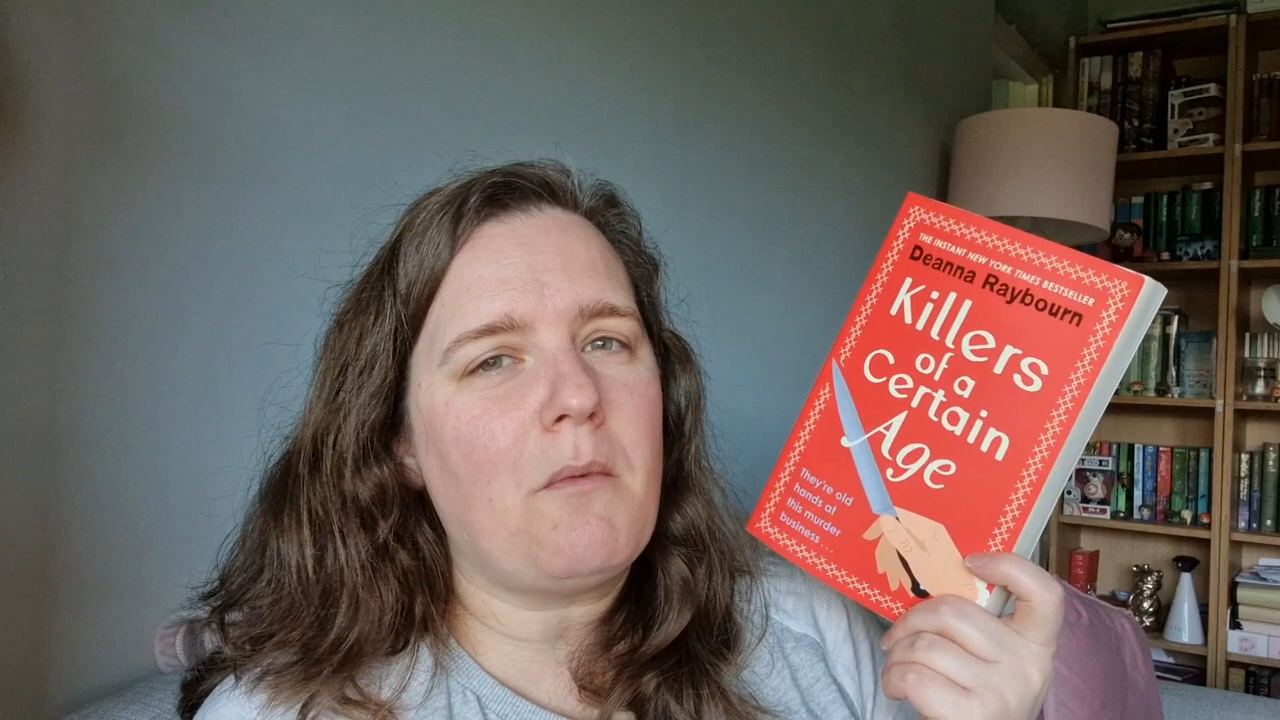 THE INSTANT NEW YORK TIMES BESTSELLER
Deanna Raybourn
Killers
of a
Certain
Age
They're old
hands at
this murder
business...